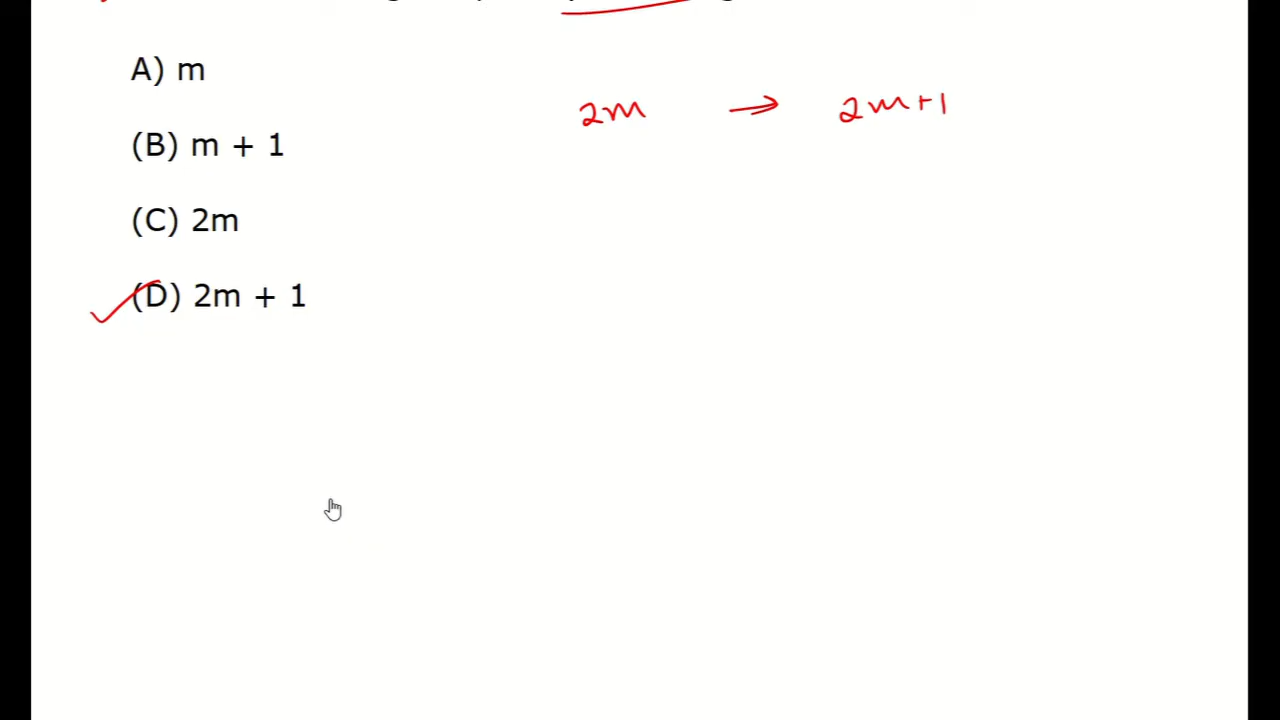 A) m
2m → 2m+1
(B) m + 1
(C) 2m
(D) 2m + 1